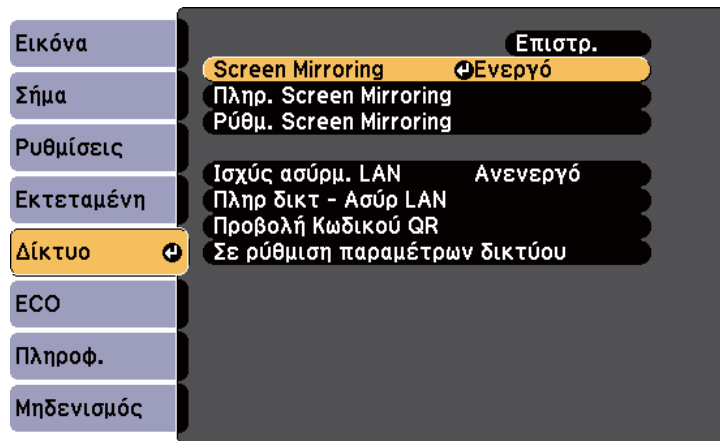 Εικόνα
Σήμα
Ρυθμίσεις
Εκτεταμένη
Δίκτυο
ECO
Πληροφ.
Μηδενισμός
Επιστρ.
Screen Mirroring Ενεργό
Πληρ. Screen Mirroring
Ρύθμ. Screen Mirroring
Ισχύς ασύρμ. LAN Ανενεργό
Πληρ δικτ - Ασύρ LAN
Προβολή Κωδικού QR
Σε ρύθμιση παραμέτρων δικτύου